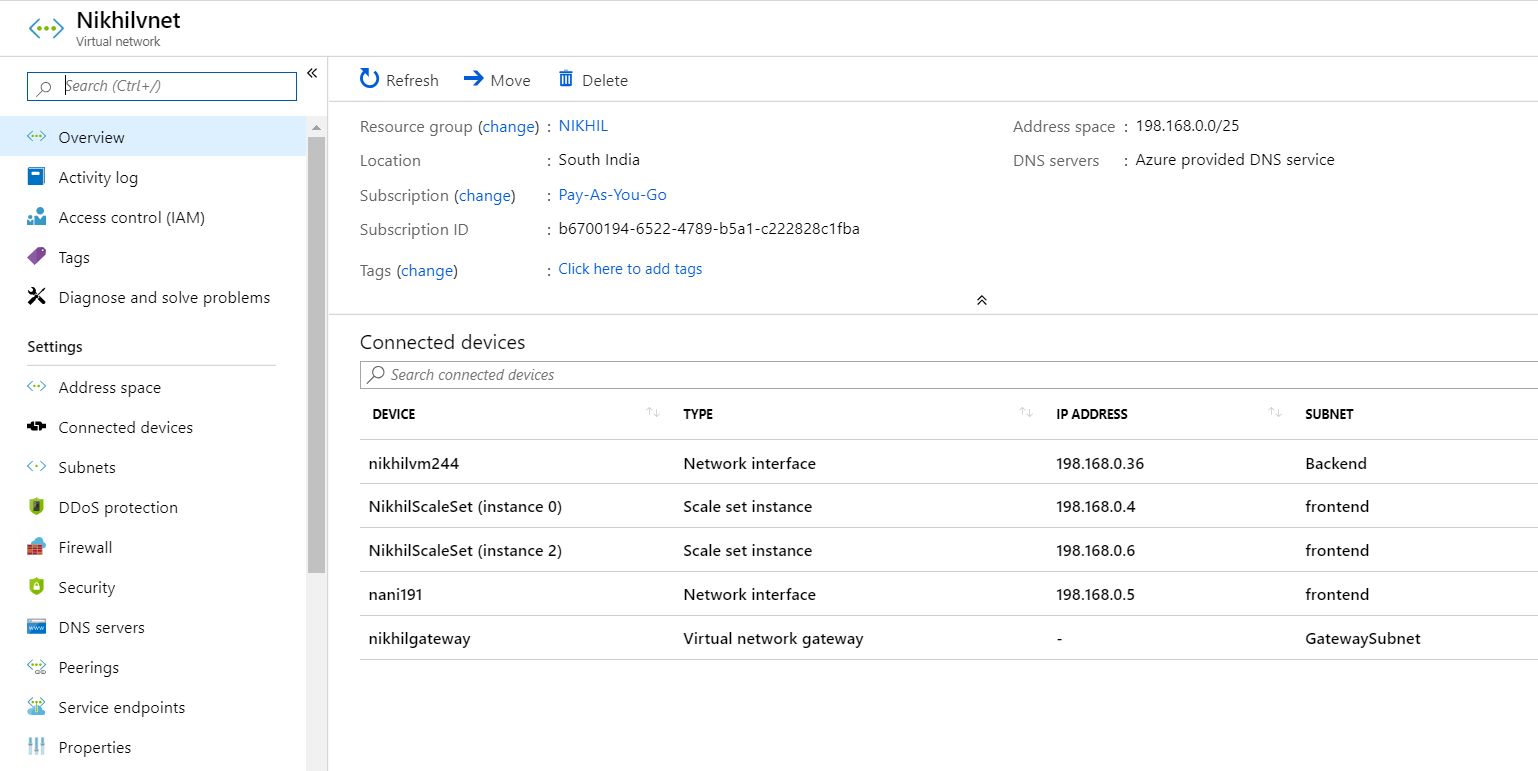 Nikhilvnet
Virtual network
Search (Ctrl+/)
«
Overview
Activity log
Access control (IAM)
Tags
Diagnose and solve problems
Settings
Address space
Connected devices
Subnets
DDoS protection
Firewall
Security
DNS servers
Peerings
Service endpoints
Properties
Refresh Move Delete
Resource group (change) : NIKHIL
Location : South India
Subscription (change) : Pay-As-You-Go
Subscription ID : b6700194-6522-4789-b5a1-c222828c1fba
Tags (change) : Click here to add tags
Address space : 198.168.0.0/25
DNS servers : Azure provided DNS service
Connected devices
Search connected devices
DEVICE TYPE IP ADDRESS SUBNET
nikhilvm244 Network interface 198.168.0.36 Backend
NikhilScaleSet (instance 0) Scale set instance 198.168.0.4 frontend
NikhilScaleSet (instance 2) Scale set instance 198.168.0.6 frontend
nani191 Network interface 198.168.0.5 frontend
nikhilgateway Virtual network gateway - GatewaySubnet